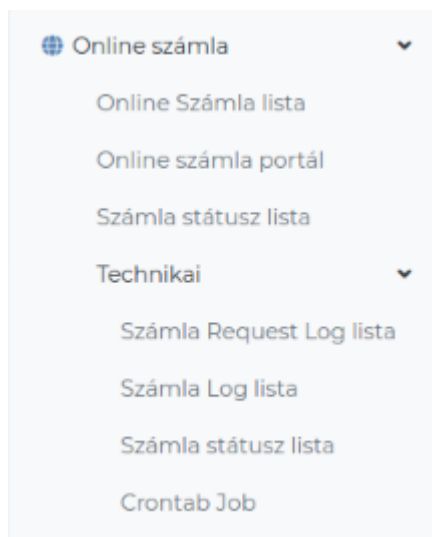 Online számla
Online Számla lista
Online számla portál
Számla státusz lista
Technikai
Számla Request Log lista
Számla Log lista
Számla státusz lista
Crontab Job